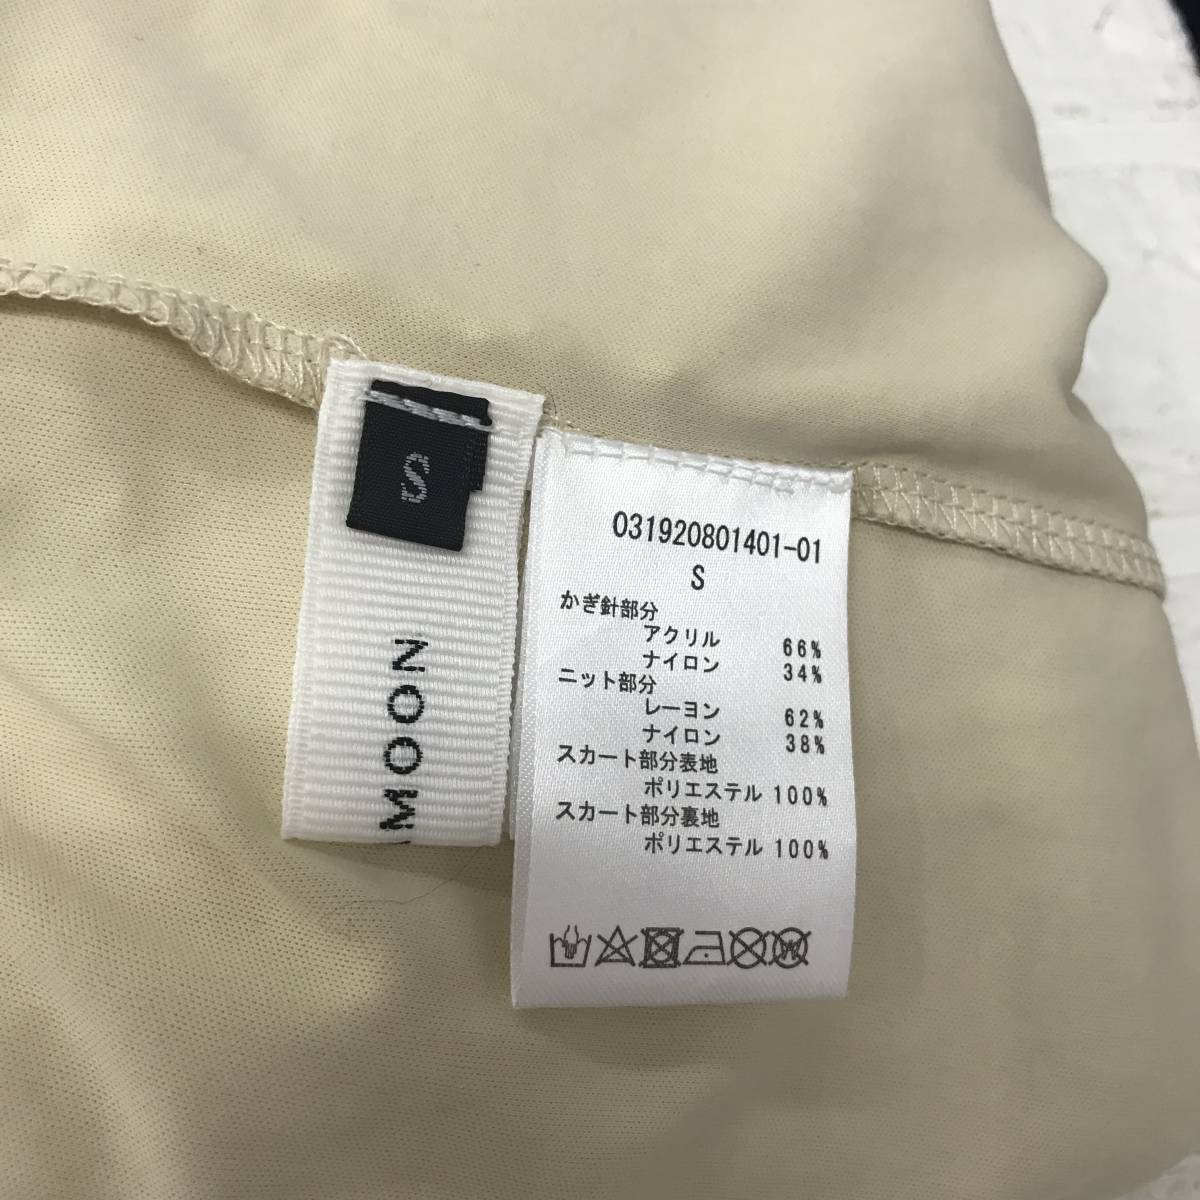 S
MOON
031920801401-01
S
かぎ針部分
アクリル 66%
ナイロン 34%
ニット部分
レーヨン 62%
ナイロン 38%
スカート部分表地
ポリエステル 100%
スカート部分裏地
ポリエステル 100%